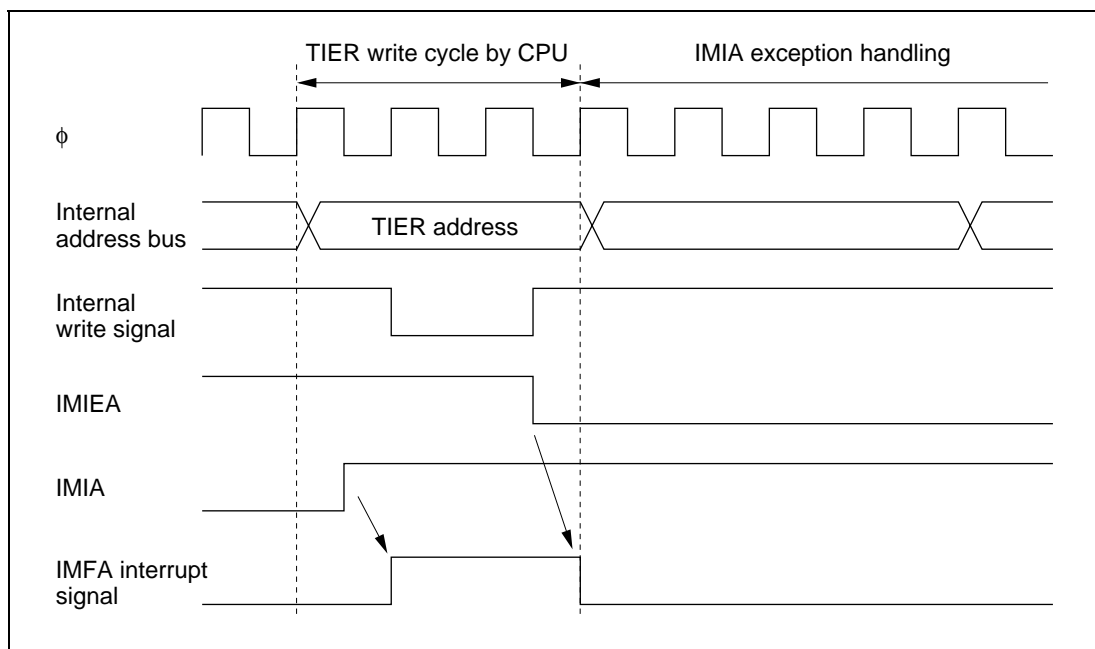 TIER write cycle by CPU
IMIA exception handling
ϕ
Internal
address bus
TIER address
Internal
write signal
IMIEA
IMIA
IMFA interrupt
signal